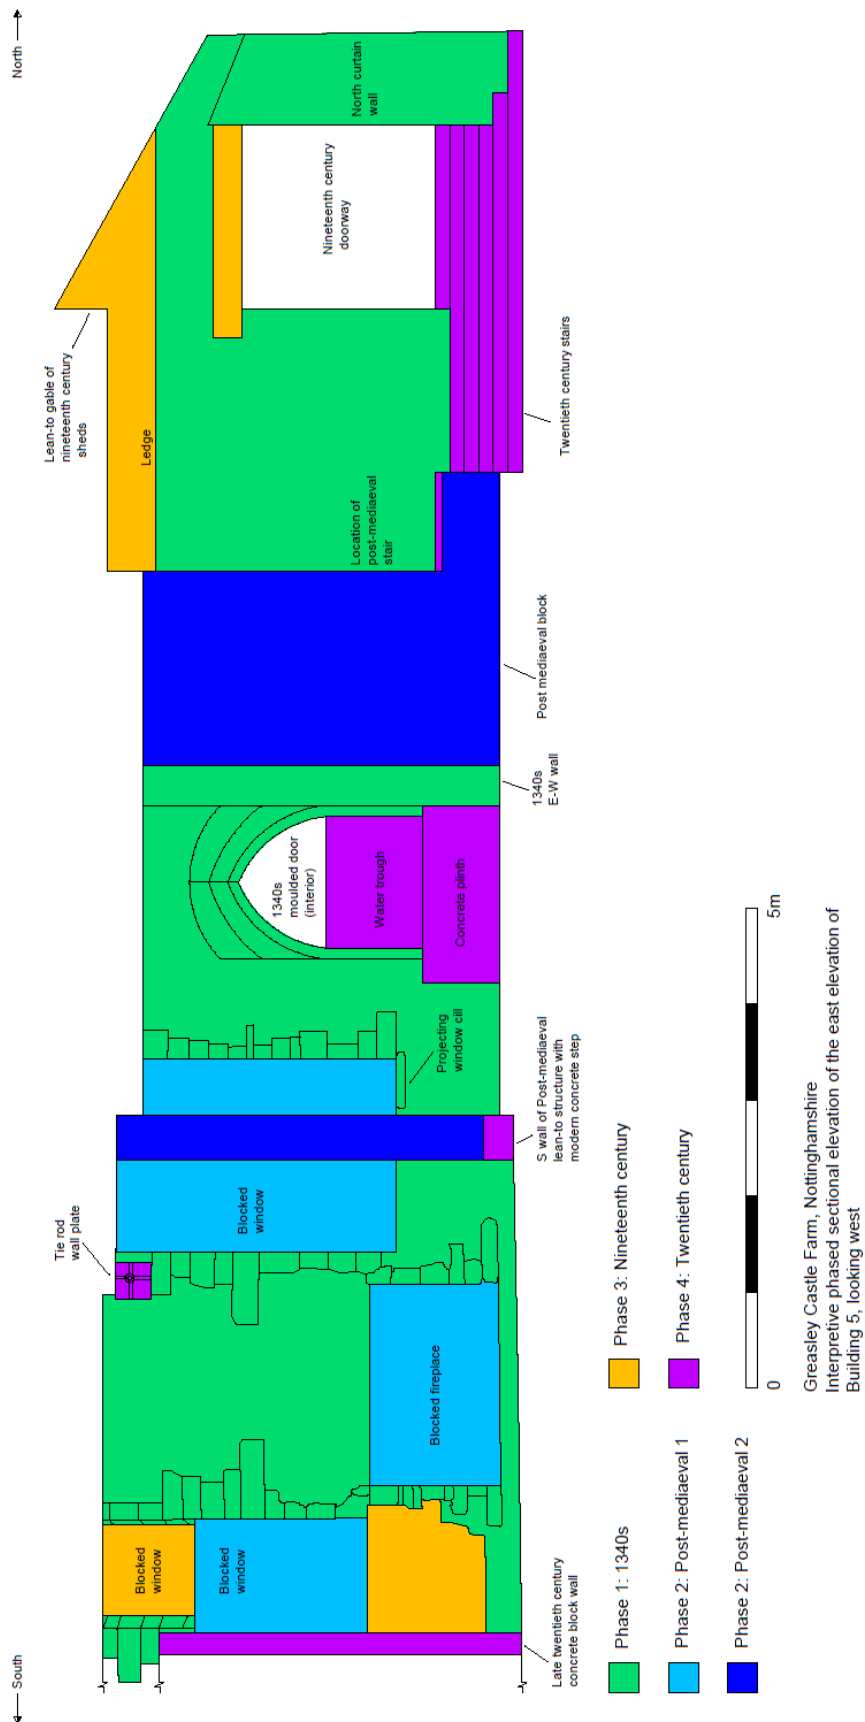 South
North
Lean-to gable of
nineteenth century
sheds
Tie rod
wall plate
Ledge
North curtain
wall
Nineteenth century
doorway
Location of
post-mediaeval
stair
1340s
moulded door
(interior)
Water trough
Concrete plinth
Projecting
window cill
Blocked
window
Blocked
window
Blocked
window
Blocked fireplace
Late twentieth century
concrete block wall
S wall of Post-mediaeval
lean-to structure with
modern concrete step
1340s
E-W wall
Post mediaeval block
Twentieth century stairs
Phase 1: 1340s
Phase 2: Post-mediaeval 1
Phase 2: Post-mediaeval 2
Phase 3: Nineteenth century
Phase 4: Twentieth century
0
5m
Greasley Castle Farm, Nottinghamshire
Interpretive phased sectional elevation of the east elevation of
Building 5, looking west